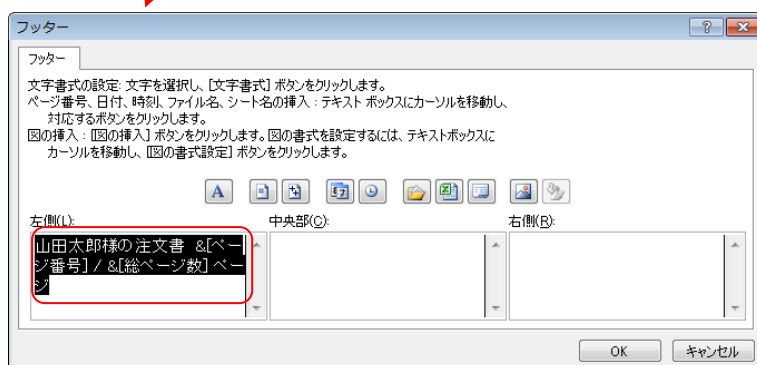 フッター
フッター
文字書式の設定: 文字を選択し、[文字書式] ボタンをクリックします。
ページ番号、日付、時刻、ファイル名、シート名の挿入 : テキスト ボックスにカーソルを移動し、
対応するボタンをクリックします。
図の挿入 : [図の挿入] ボタンをクリックします。図の書式を設定するには、テキストボックスに
カーソルを移動し、[図の書式設定] ボタンをクリックします。
A
左側(L):
中央部(C):
右側(R):
山田太郎様の注文書 &[ペー
ジ番号] / &[総ページ数] ペー
ジ
OK
キャンセル